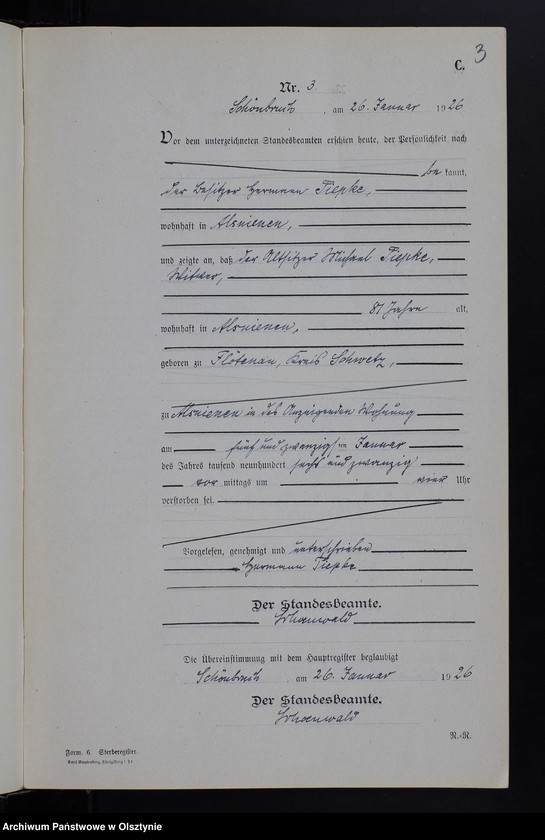 3
C.
Nr. 3
Schönbruch, am 26. Januar 1926
Vor dem unterzeichneten Standesbeamten erschien heute, der Persönlichkeit nach
be kannt,
der Besitzer Hermann Tiepke,
wohnhaft in Alsnienen,
und zeigte an, daß der Altsitzer Michael Tiepke,
Witwer,
81 Jahre alt,
wohnhaft in Alsnienen,
geboren zu Flötenau, Kreis Schwetz,
zu Alsnienen in des Anzeigenden Wohnung
am fünf und zwanzigsten Januar
des Jahres tausend neunhundert sechs und zwanzig
vor mittags um vier Uhr
verstorben sei.
Vorgelesen, genehmigt und unterschrieben
Hermann Tiepke
Der Standesbeamte.
Schoenwald
Die Übereinstimmung mit dem Hauptregister beglaubigt
Schönbruch am 26. Januar 1926
Der Standesbeamte.
Schoenwald
R.-R.
Form. 6. Sterberegister.
Archiwum Państwowe w Olsztynie